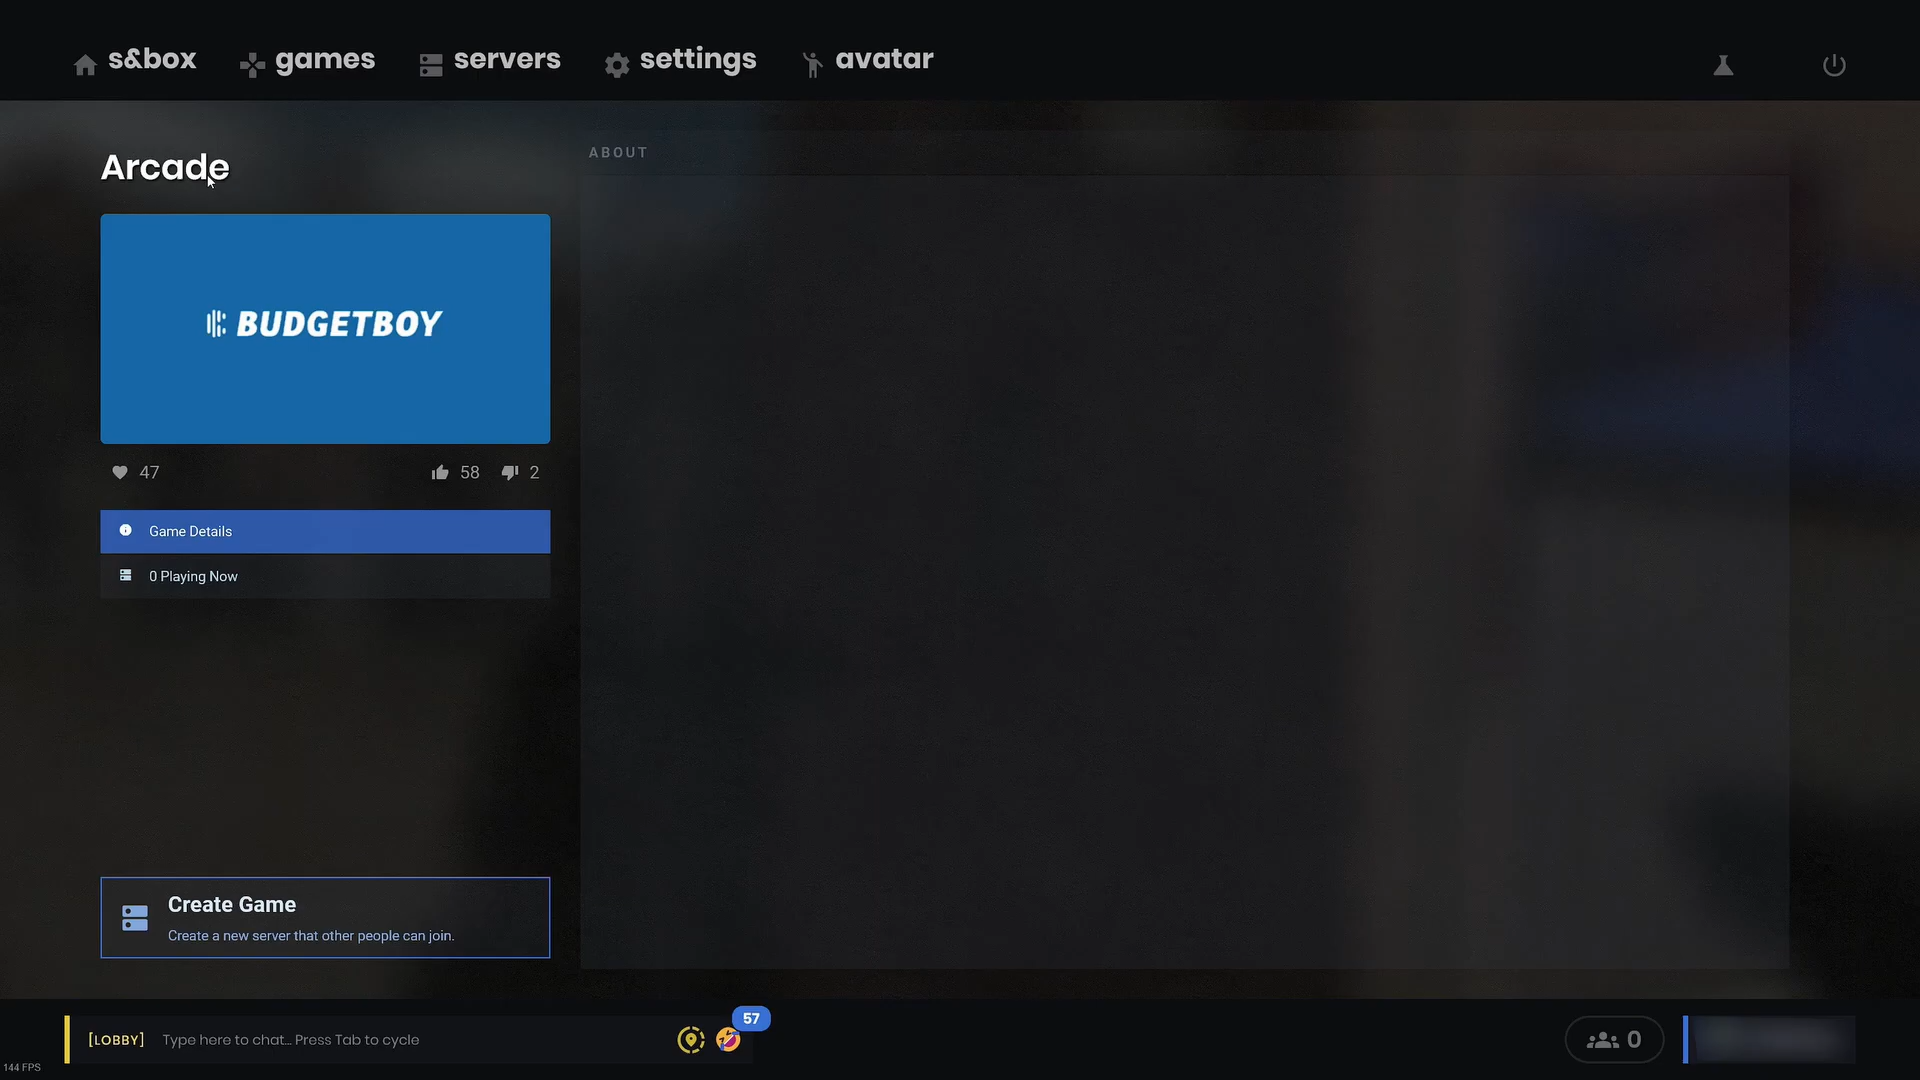 s&box games servers settings avatar
Arcade
ABOUT
BUDGETBOY
47 58 2
Game Details
0 Playing Now
Create Game
Create a new server that other people can join.
57
[LOBBY] Type here to chat... Press Tab to cycle
0
144 FPS